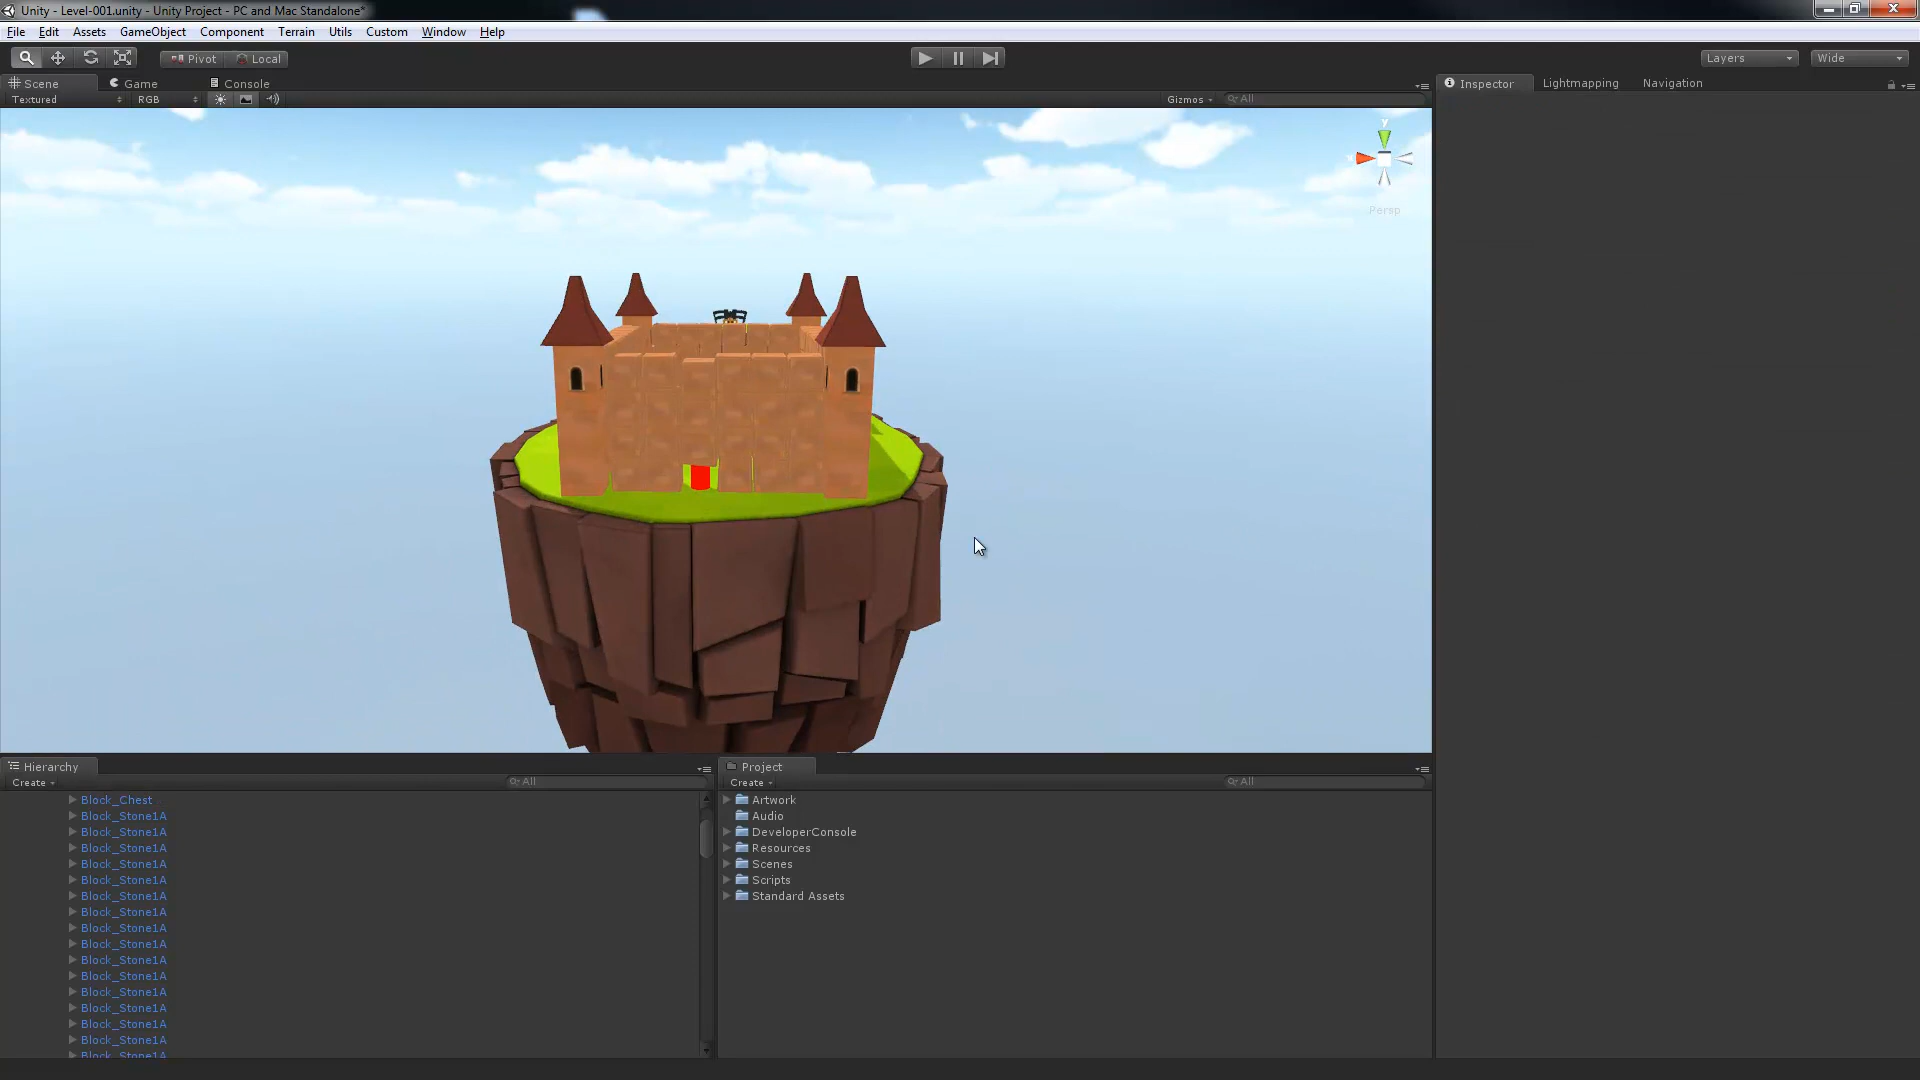 Unity - Level-001.unity - Unity Project - PC and Mac Standalone*
File Edit Assets GameObject Component Terrain Utils Custom Window Help
Pivot Local Layers Wide
Scene Game Console Inspector Lightmapping Navigation
Textured RGB Gizmos All
y
Persp
Hierarchy Project
Create All Create All
Block_Chest Artwork
Block_Stone1A Audio
Block_Stone1A DeveloperConsole
Block_Stone1A Resources
Block_Stone1A Scenes
Block_Stone1A Scripts
Block_Stone1A Standard Assets
Block_Stone1A
Block_Stone1A
Block_Stone1A
Block_Stone1A
Block_Stone1A
Block_Stone1A
Block_Stone1A
Block_Stone1A
Block_Stone1A
Block_Stone1A